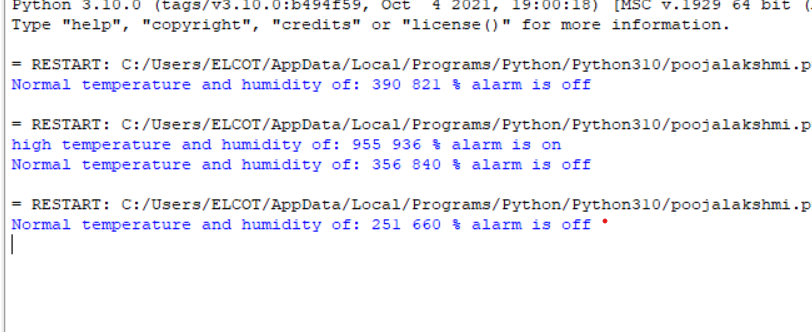 Python 3.10.0 (tags/v3.10.0:b494f59, Oct  4 2021, 19:00:18) [MSC v.1929 64 bit (
Type "help", "copyright", "credits" or "license()" for more information.
= RESTART: C:/Users/ELCOT/AppData/Local/Programs/Python/Python310/poojalakshmi.p
Normal temperature and humidity of: 390 821 % alarm is off
= RESTART: C:/Users/ELCOT/AppData/Local/Programs/Python/Python310/poojalakshmi.p
high temperature and humidity of: 955 936 % alarm is on
Normal temperature and humidity of: 356 840 % alarm is off
= RESTART: C:/Users/ELCOT/AppData/Local/Programs/Python/Python310/poojalakshmi.p
Normal temperature and humidity of: 251 660 % alarm is off